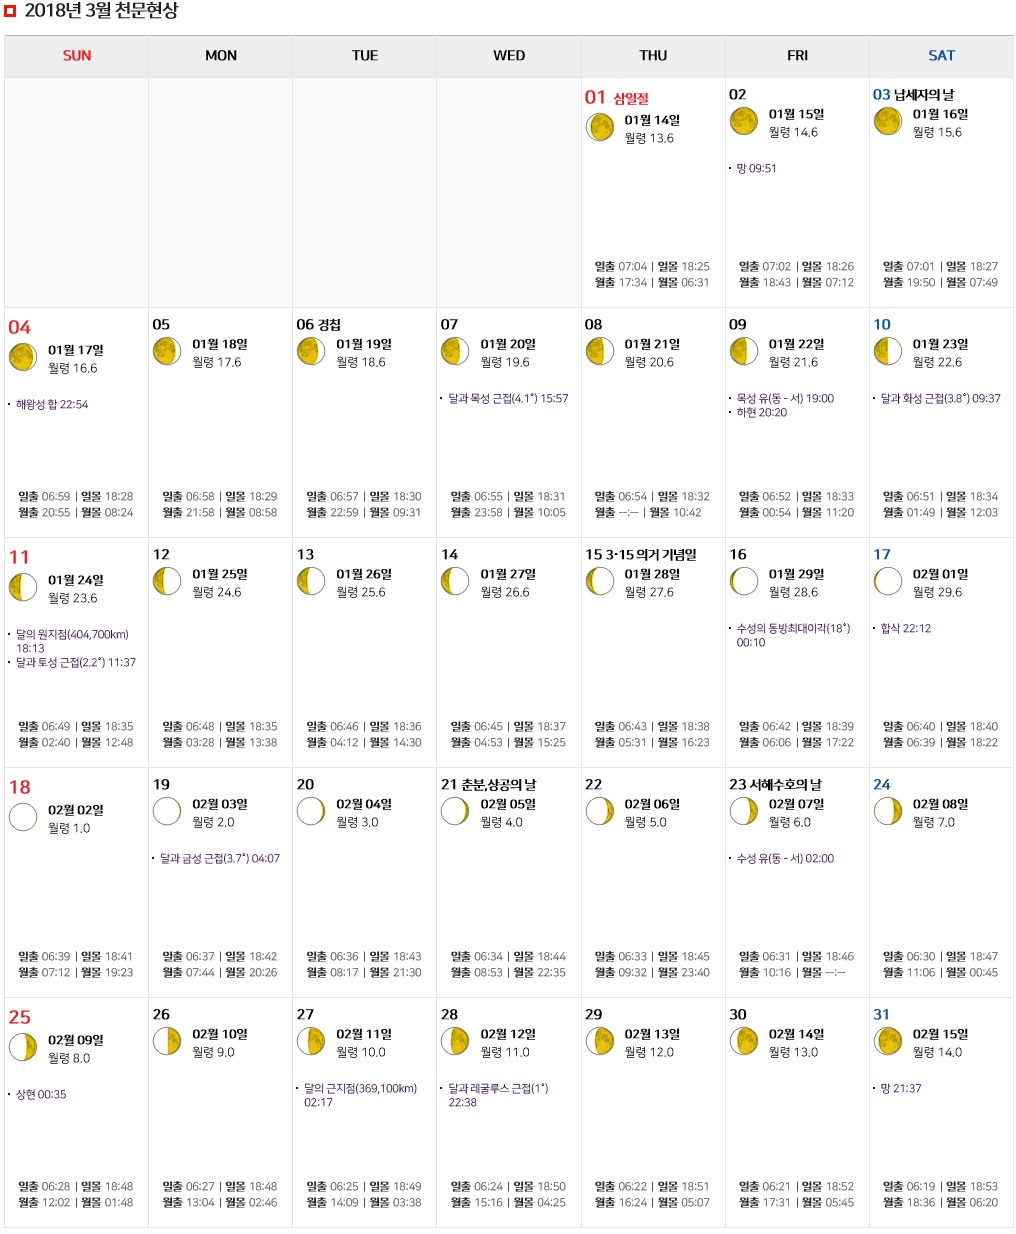 2018년 3월 천문현상
SUN MON TUE WED THU FRI SAT
01 삼일절
01월 14일
월령 13.6
일출 07:04 | 일몰 18:25
월출 17:34 | 월몰 06:31
02
01월 15일
월령 14.6
· 망 09:51
일출 07:02 | 일몰 18:26
월출 18:43 | 월몰 07:12
03 납세자의 날
01월 16일
월령 15.6
일출 07:01 | 일몰 18:27
월출 19:50 | 월몰 07:49
04
01월 17일
월령 16.6
· 해왕성 합 22:54
일출 06:59 | 일몰 18:28
월출 20:55 | 월몰 08:24
05
01월 18일
월령 17.6
일출 06:58 | 일몰 18:29
월출 21:58 | 월몰 08:58
06 경칩
01월 19일
월령 18.6
일출 06:57 | 일몰 18:30
월출 22:59 | 월몰 09:31
07
01월 20일
월령 19.6
· 달과 목성 근접(4.1˚) 15:57
일출 06:55 | 일몰 18:31
월출 23:58 | 월몰 10:05
08
01월 21일
월령 20.6
일출 06:54 | 일몰 18:32
월출 --:-- | 월몰 10:42
09
01월 22일
월령 21.6
· 목성 유(동 - 서) 19:00
· 하현 20:20
일출 06:52 | 일몰 18:33
월출 00:54 | 월몰 11:20
10
01월 23일
월령 22.6
· 달과 화성 근접(3.8˚) 09:37
일출 06:51 | 일몰 18:34
월출 01:49 | 월몰 12:03
11
01월 24일
월령 23.6
· 달의 원지점(404,700km)
18:13
· 달과 토성 근접(2.2˚) 11:37
일출 06:49 | 일몰 18:35
월출 02:40 | 월몰 12:48
12
01월 25일
월령 24.6
일출 06:48 | 일몰 18:35
월출 03:28 | 월몰 13:38
13
01월 26일
월령 25.6
일출 06:46 | 일몰 18:36
월출 04:12 | 월몰 14:30
14
01월 27일
월령 26.6
일출 06:45 | 일몰 18:37
월출 04:53 | 월몰 15:25
15 3·15 의거 기념일
01월 28일
월령 27.6
일출 06:43 | 일몰 18:38
월출 05:31 | 월몰 16:23
16
01월 29일
월령 28.6
· 수성의 동방최대이각(18˚)
00:10
일출 06:42 | 일몰 18:39
월출 06:06 | 월몰 17:22
17
02월 01일
월령 29.6
· 합삭 22:12
일출 06:40 | 일몰 18:40
월출 06:39 | 월몰 18:22
18
02월 02일
월령 1.0
일출 06:39 | 일몰 18:41
월출 07:12 | 월몰 19:23
19
02월 03일
월령 2.0
· 달과 금성 근접(3.7˚) 04:07
일출 06:37 | 일몰 18:42
월출 07:44 | 월몰 20:26
20
02월 04일
월령 3.0
일출 06:36 | 일몰 18:43
월출 08:17 | 월몰 21:30
21 춘분,상공의 날
02월 05일
월령 4.0
일출 06:34 | 일몰 18:44
월출 08:53 | 월몰 22:35
22
02월 06일
월령 5.0
일출 06:33 | 일몰 18:45
월출 09:32 | 월몰 23:40
23 서해수호의 날
02월 07일
월령 6.0
· 수성 유(동 - 서) 02:00
일출 06:31 | 일몰 18:46
월출 10:16 | 월몰 --:--
24
02월 08일
월령 7.0
일출 06:30 | 일몰 18:47
월출 11:06 | 월몰 00:45
25
02월 09일
월령 8.0
· 상현 00:35
일출 06:28 | 일몰 18:48
월출 12:02 | 월몰 01:48
26
02월 10일
월령 9.0
일출 06:27 | 일몰 18:48
월출 13:04 | 월몰 02:46
27
02월 11일
월령 10.0
· 달의 근지점(369,100km)
02:17
일출 06:25 | 일몰 18:49
월출 14:09 | 월몰 03:38
28
02월 12일
월령 11.0
· 달과 레굴루스 근접(1˚)
22:38
일출 06:24 | 일몰 18:50
월출 15:16 | 월몰 04:25
29
02월 13일
월령 12.0
일출 06:22 | 일몰 18:51
월출 16:24 | 월몰 05:07
30
02월 14일
월령 13.0
일출 06:21 | 일몰 18:52
월출 17:31 | 월몰 05:45
31
02월 15일
월령 14.0
· 망 21:37
일출 06:19 | 일몰 18:53
월출 18:36 | 월몰 06:20